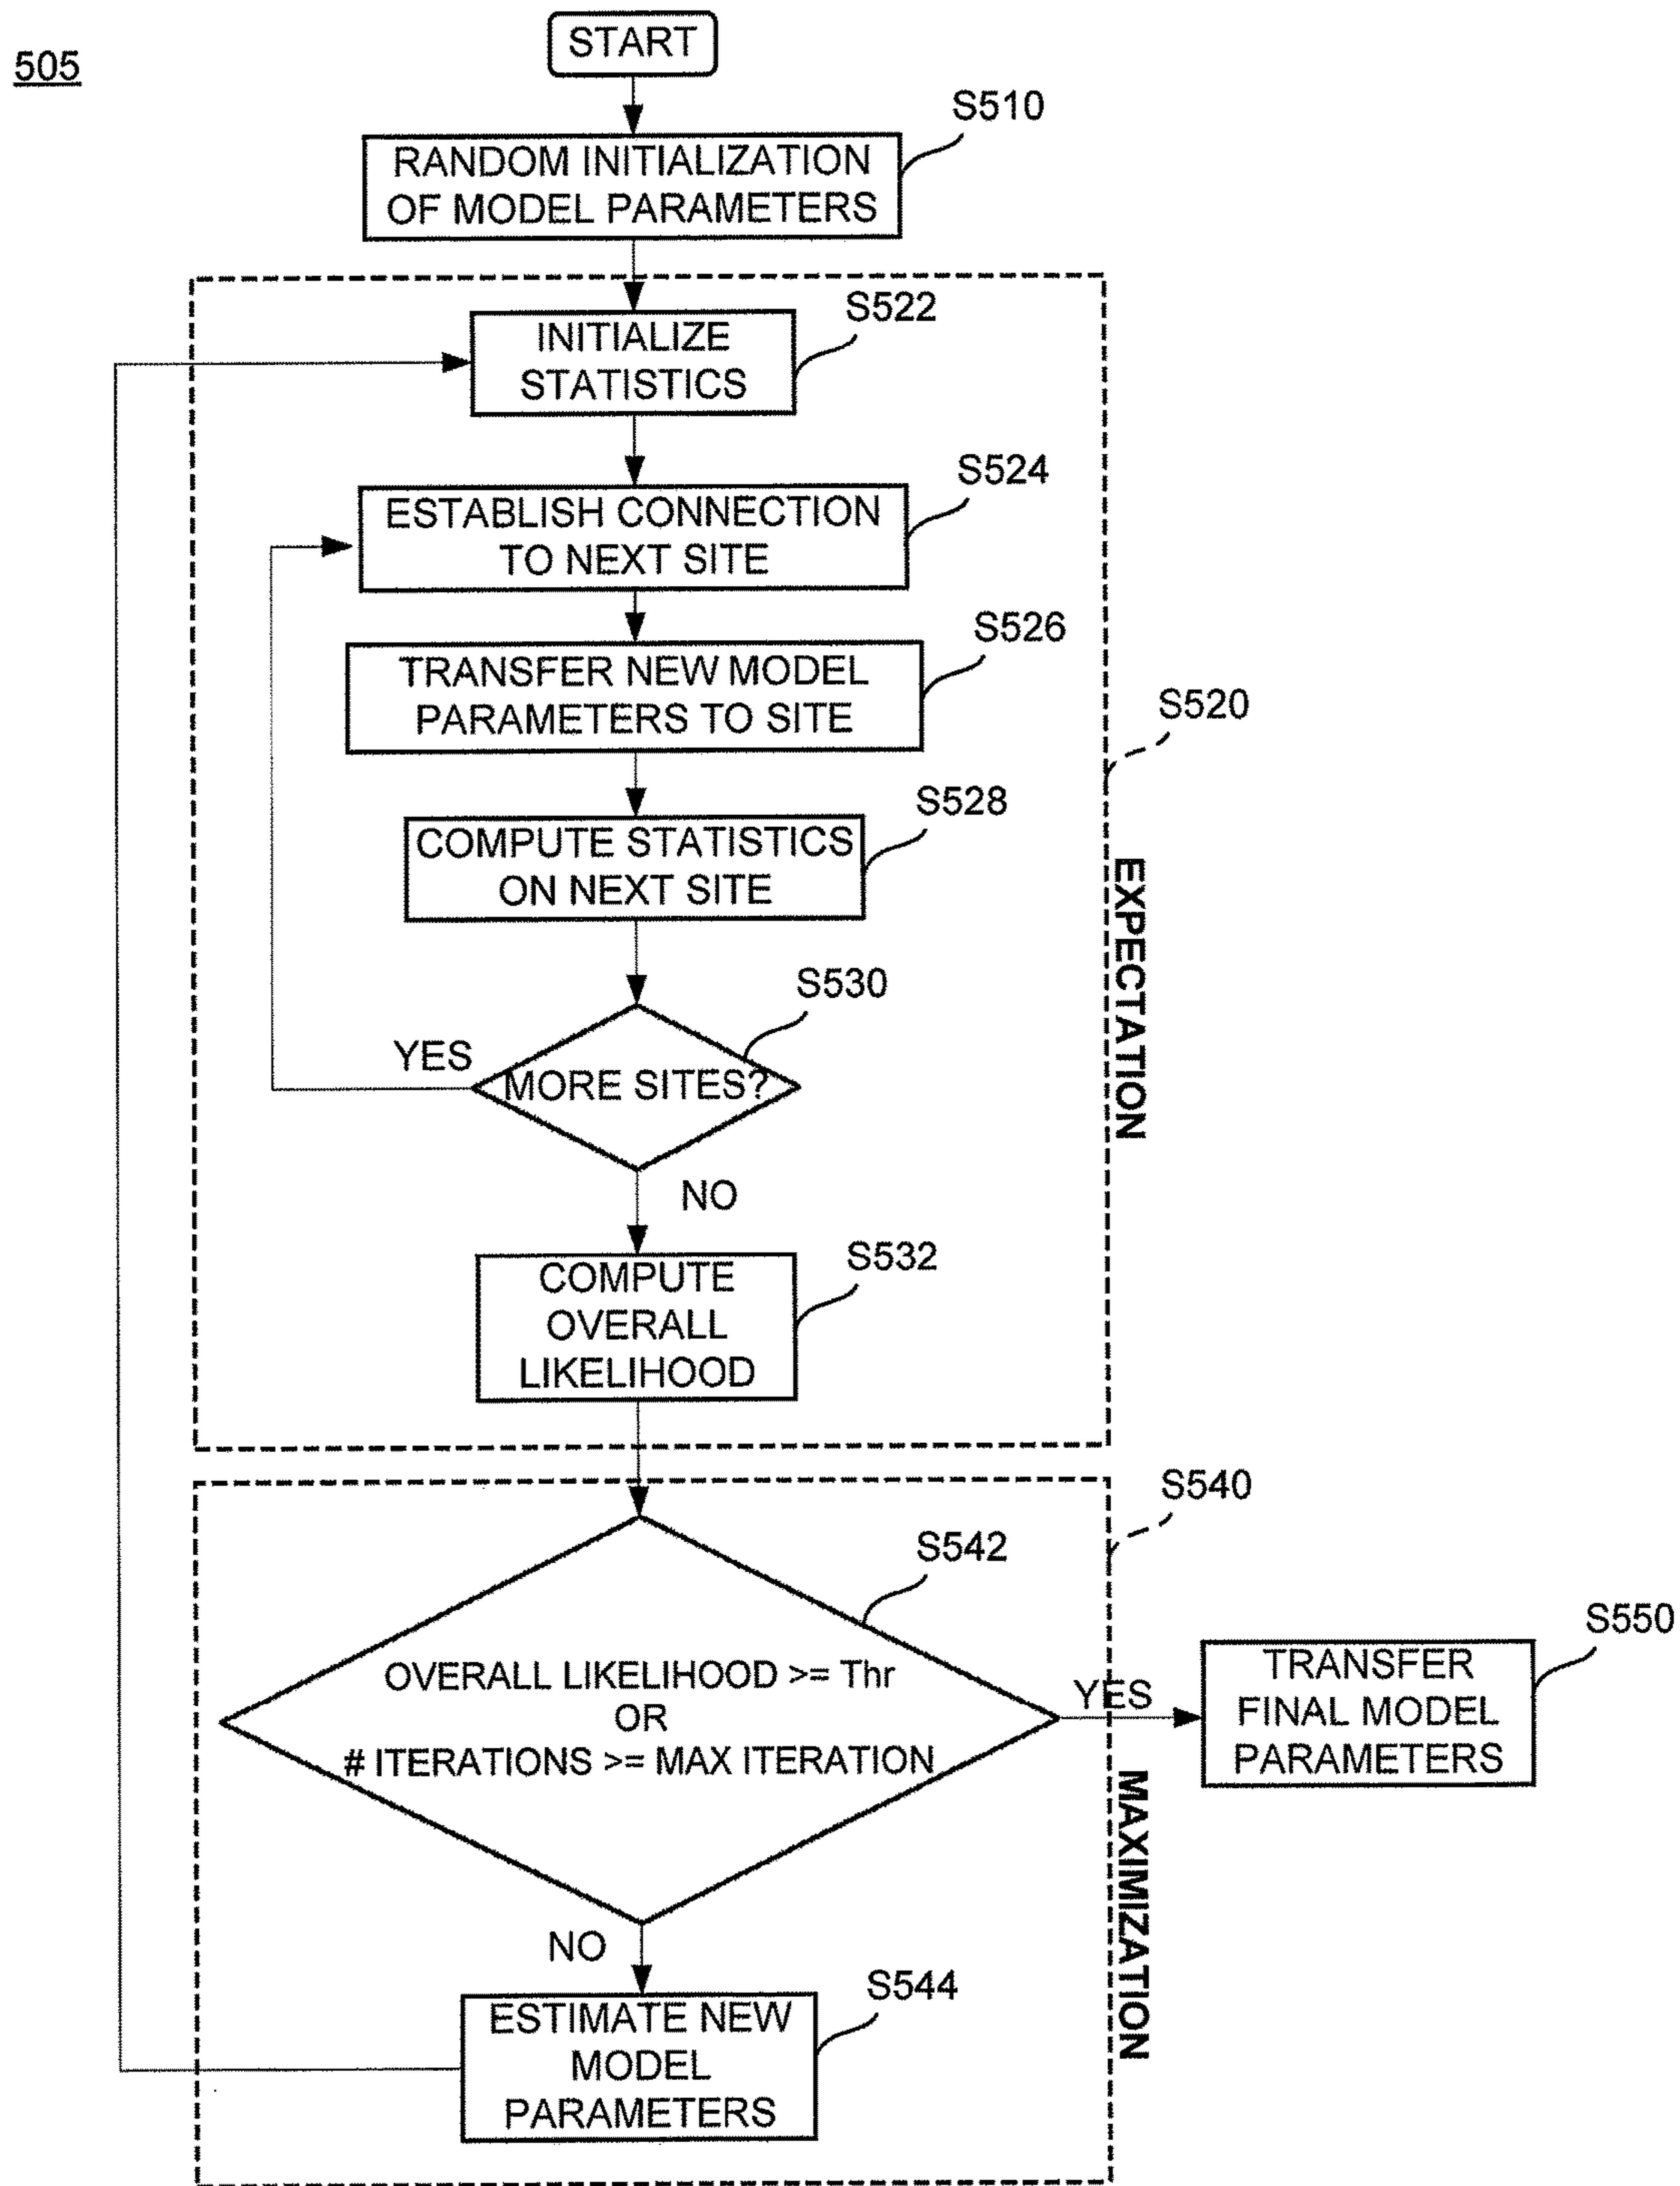 505
START
S510
RANDOM INITIALIZATION
OF MODEL PARAMETERS
S522
INITIALIZE
STATISTICS
S524
ESTABLISH CONNECTION
TO NEXT SITE
S526
TRANSFER NEW MODEL
PARAMETERS TO SITE
S520
S528
COMPUTE STATISTICS
ON NEXT SITE
EXPECTATION
S530
YES
MORE SITES?
NO
S532
COMPUTE
OVERALL
LIKELIHOOD
S540
S542
OVERALL LIKELIHOOD >= Thr
OR
# ITERATIONS >= MAX ITERATION
YES
S550
TRANSFER
FINAL MODEL
PARAMETERS
MAXIMIZATION
NO
S544
ESTIMATE NEW
MODEL
PARAMETERS